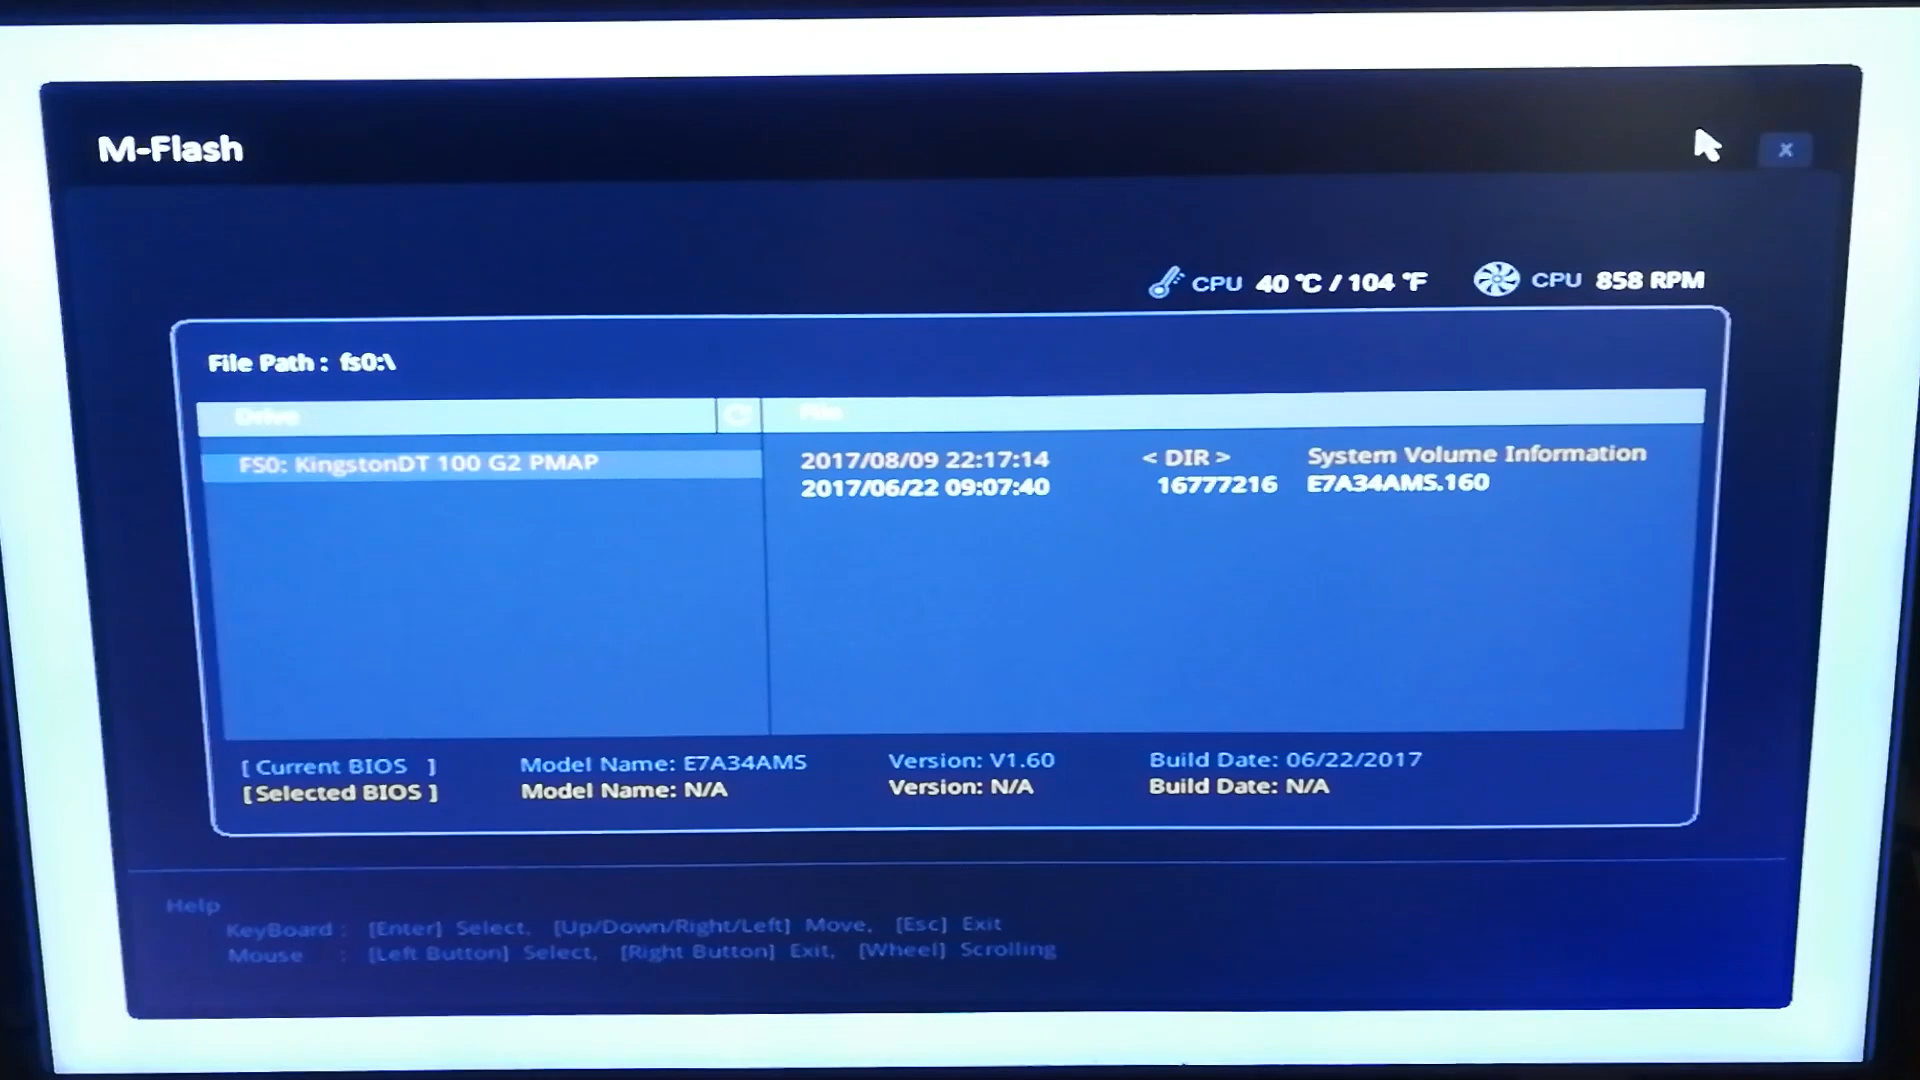 M-Flash
x
CPU 40 °C / 104 °F CPU 858 RPM
File Path : fs0:\
Drive File
FS0: KingstonDT 100 G2 PMAP
2017/08/09 22:17:14 < DIR > System Volume Information
2017/06/22 09:07:40 16777216 E7A34AMS.160
[ Current BIOS ] Model Name: E7A34AMS Version: V1.60 Build Date: 06/22/2017
[ Selected BIOS ] Model Name: N/A Version: N/A Build Date: N/A
Help
KeyBoard : [Enter] Select, [Up/Down/Right/Left] Move, [Esc] Exit
Mouse : [Left Button] Select, [Right Button] Exit, [Wheel] Scrolling